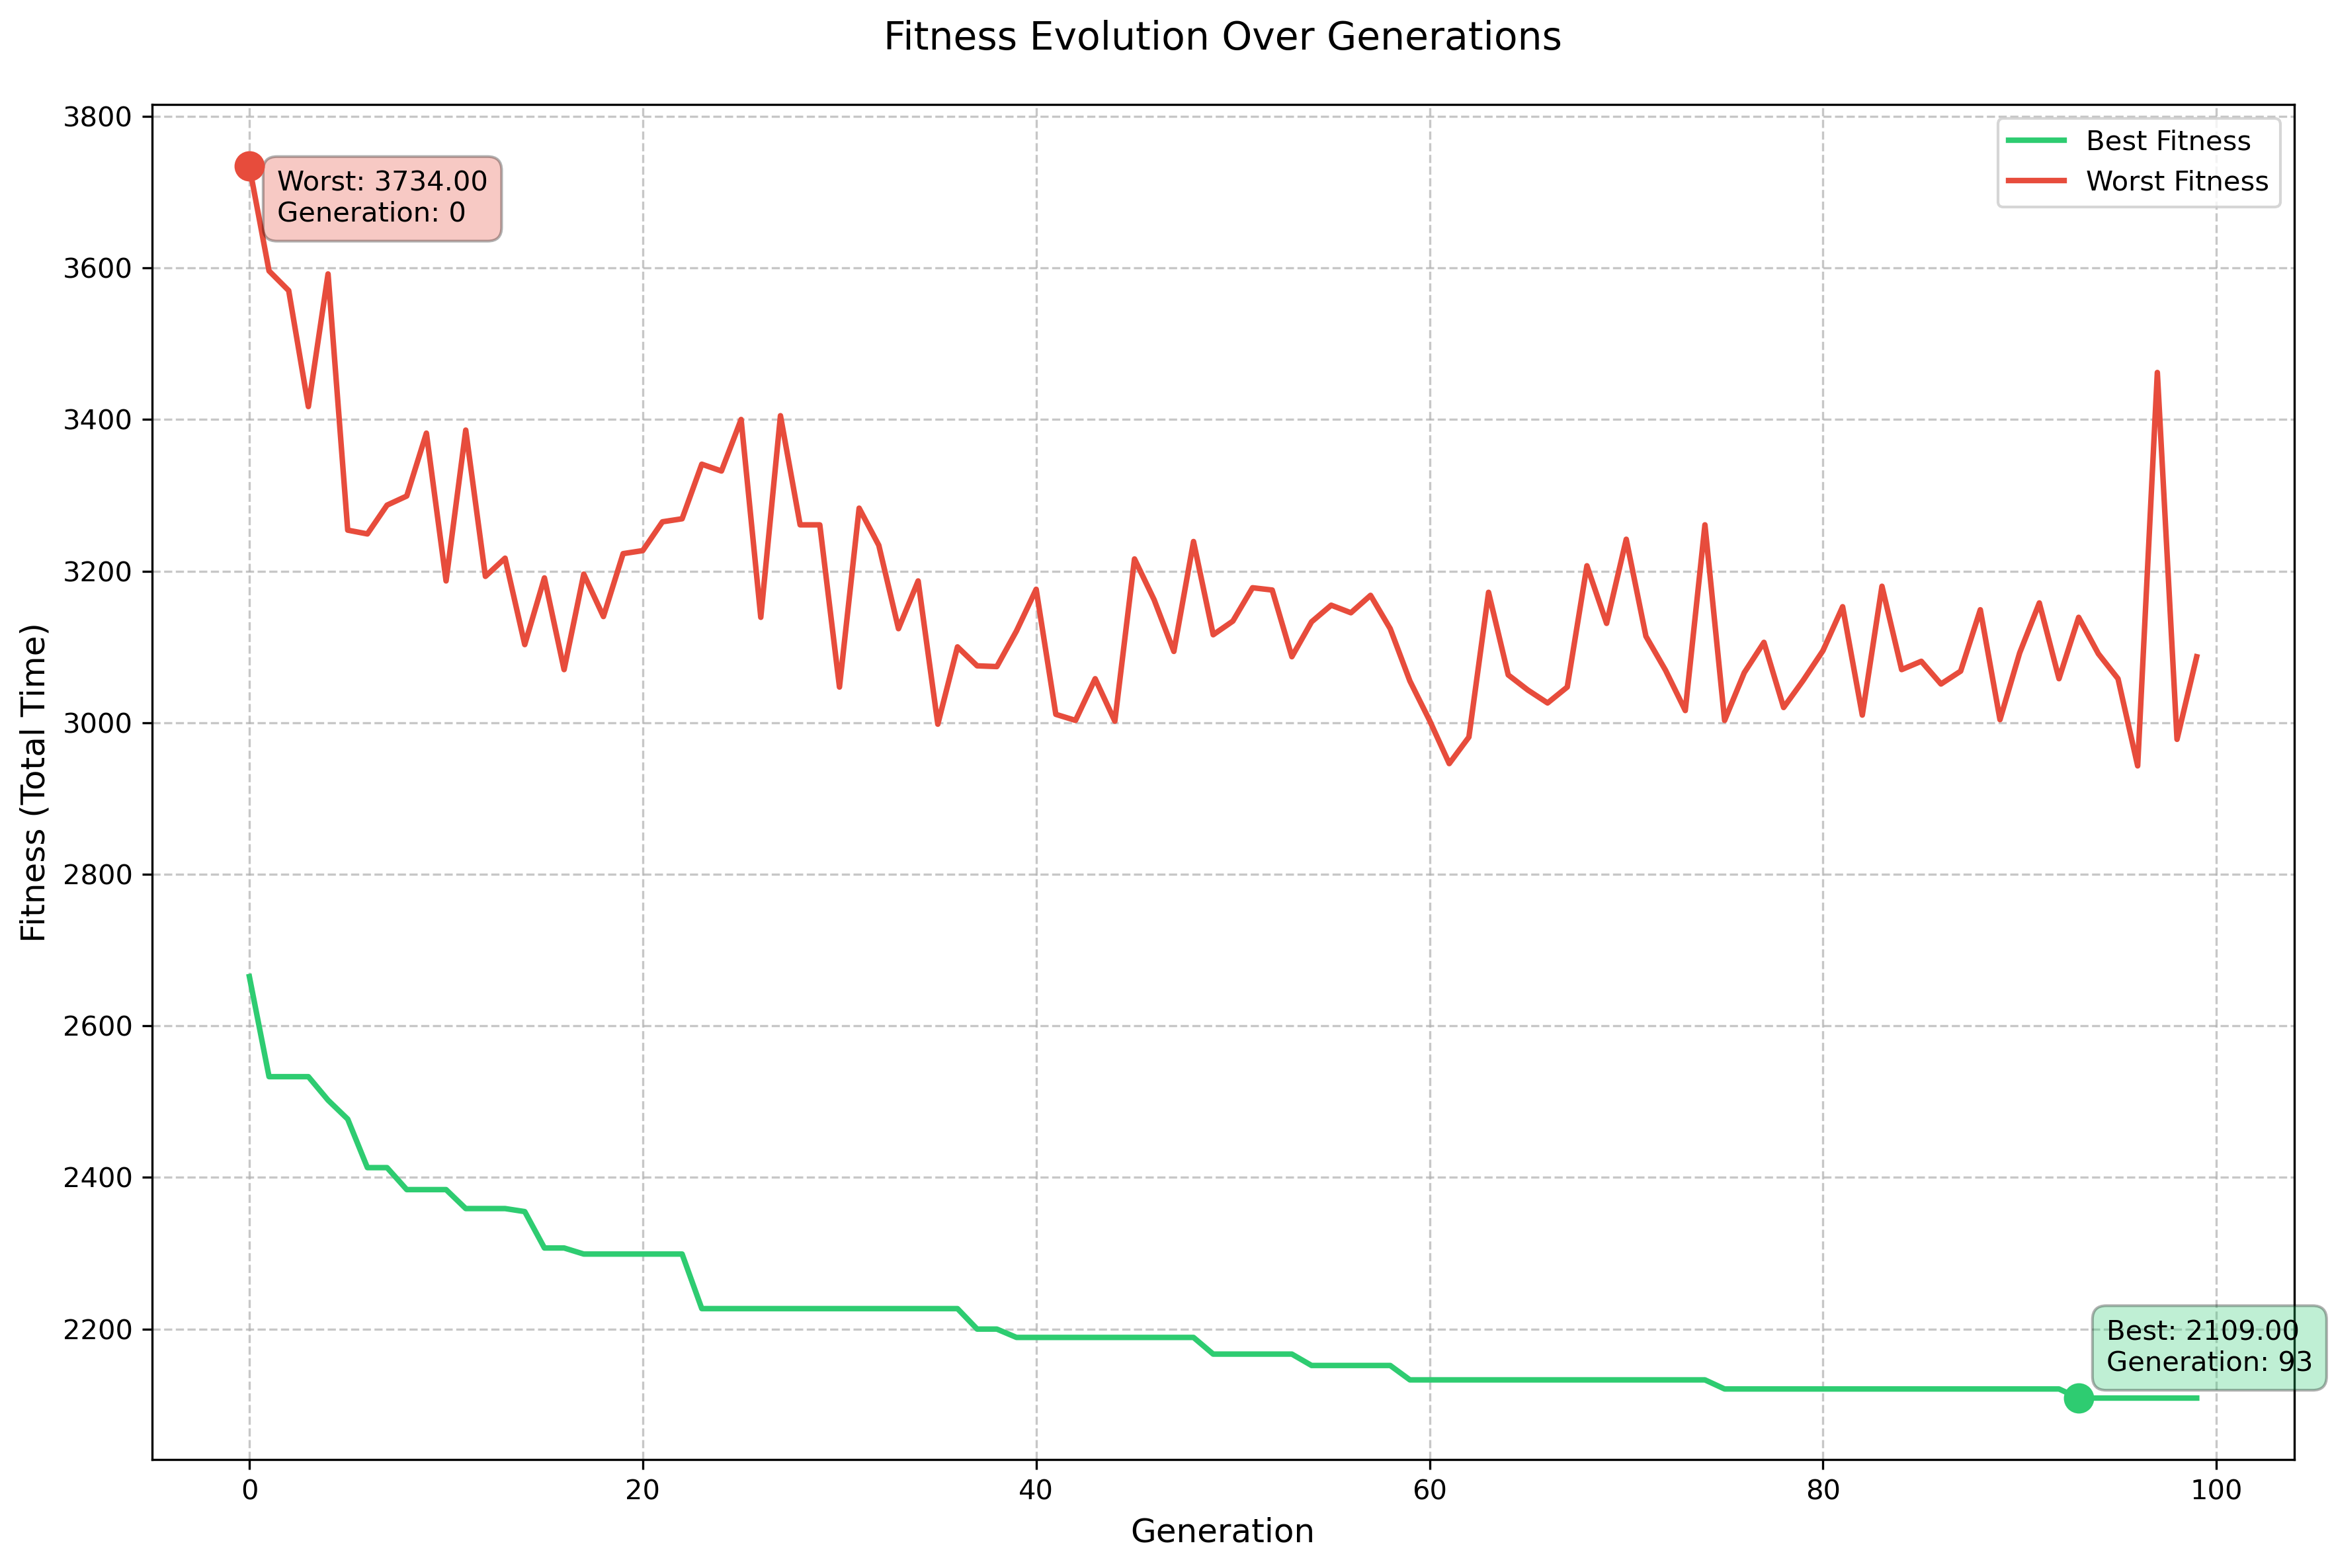 Fitness Evolution Over Generations
3800
3600
3400
3200
3000
2800
2600
2400
2200
Fitness (Total Time)
Worst: 3734.00
Generation: 0
Best Fitness
Worst Fitness
Best: 2109.00
Generation: 93
0
20
40
60
80
100
Generation